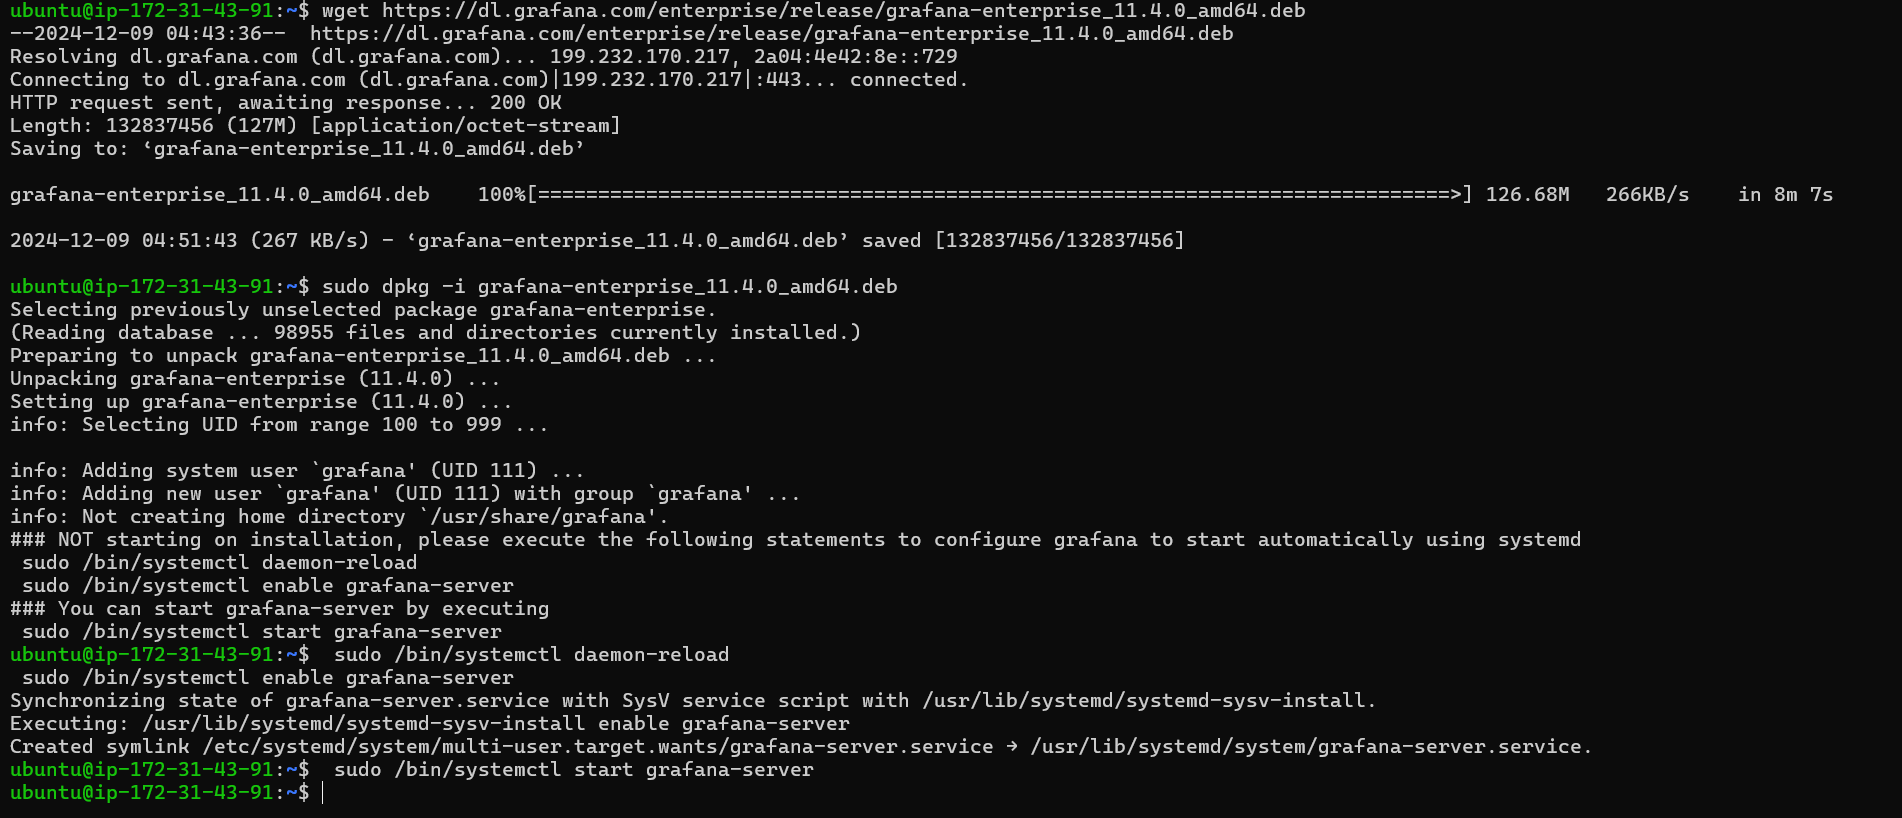 ubuntu@ip-172-31-43-91:~$ wget https://dl.grafana.com/enterprise/release/grafana-enterprise_11.4.0_amd64.deb
--2024-12-09 04:43:36--  https://dl.grafana.com/enterprise/release/grafana-enterprise_11.4.0_amd64.deb
Resolving dl.grafana.com (dl.grafana.com)... 199.232.170.217, 2a04:4e42:8e::729
Connecting to dl.grafana.com (dl.grafana.com)|199.232.170.217|:443... connected.
HTTP request sent, awaiting response... 200 OK
Length: 132837456 (127M) [application/octet-stream]
Saving to: ‘grafana-enterprise_11.4.0_amd64.deb’
grafana-enterprise_11.4.0_amd64.deb    100%[============================================================================>] 126.68M   266KB/s    in 8m 7s
2024-12-09 04:51:43 (267 KB/s) - ‘grafana-enterprise_11.4.0_amd64.deb’ saved [132837456/132837456]
ubuntu@ip-172-31-43-91:~$ sudo dpkg -i grafana-enterprise_11.4.0_amd64.deb
Selecting previously unselected package grafana-enterprise.
(Reading database ... 98955 files and directories currently installed.)
Preparing to unpack grafana-enterprise_11.4.0_amd64.deb ...
Unpacking grafana-enterprise (11.4.0) ...
Setting up grafana-enterprise (11.4.0) ...
info: Selecting UID from range 100 to 999 ...
info: Adding system user `grafana' (UID 111) ...
info: Adding new user `grafana' (UID 111) with group `grafana' ...
info: Not creating home directory `/usr/share/grafana'.
### NOT starting on installation, please execute the following statements to configure grafana to start automatically using systemd
 sudo /bin/systemctl daemon-reload
 sudo /bin/systemctl enable grafana-server
### You can start grafana-server by executing
 sudo /bin/systemctl start grafana-server
ubuntu@ip-172-31-43-91:~$  sudo /bin/systemctl daemon-reload
 sudo /bin/systemctl enable grafana-server
Synchronizing state of grafana-server.service with SysV service script with /usr/lib/systemd/systemd-sysv-install.
Executing: /usr/lib/systemd/systemd-sysv-install enable grafana-server
Created symlink /etc/systemd/system/multi-user.target.wants/grafana-server.service → /usr/lib/systemd/system/grafana-server.service.
ubuntu@ip-172-31-43-91:~$  sudo /bin/systemctl start grafana-server
ubuntu@ip-172-31-43-91:~$